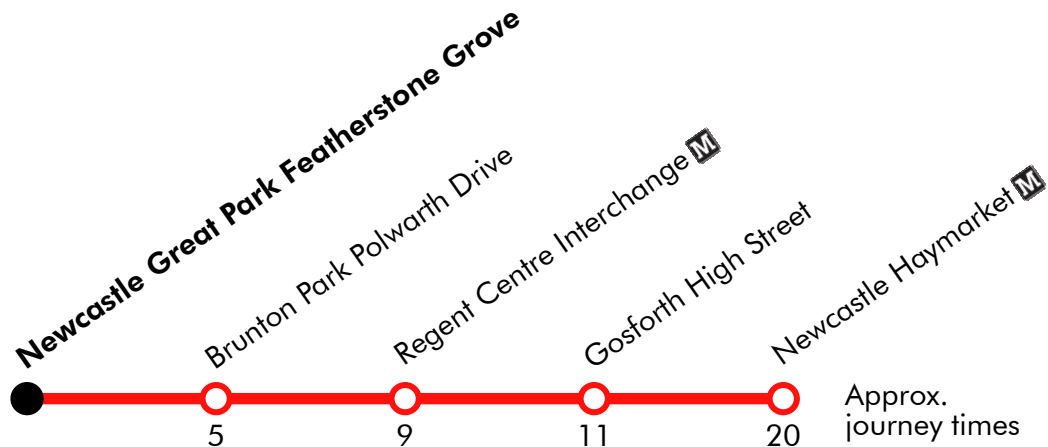 Newcastle Great Park Featherstone Grove
Brunton Park Polwarth Drive
Regent Centre Interchange M
Gosforth High Street
Newcastle Haymarket M
5
9
11
20
Approx.
journey times